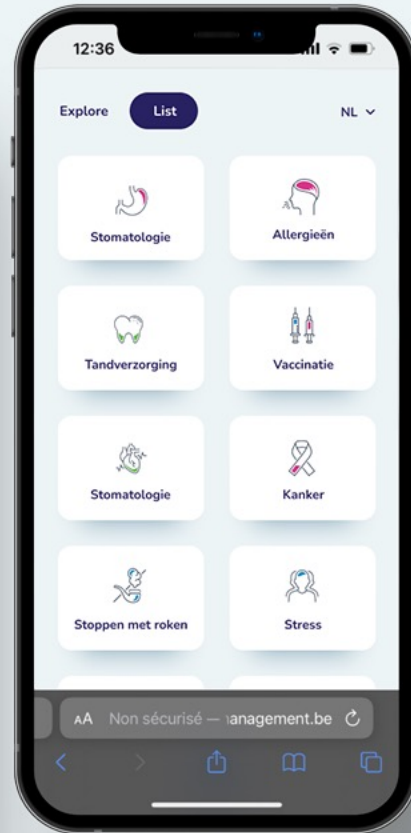 12:36
Explore List NL
Stomatologie Allergieën
Tandverzorging Vaccinatie
Stomatologie Kanker
Stoppen met roken Stress
AA Non sécurisé — anagement.be